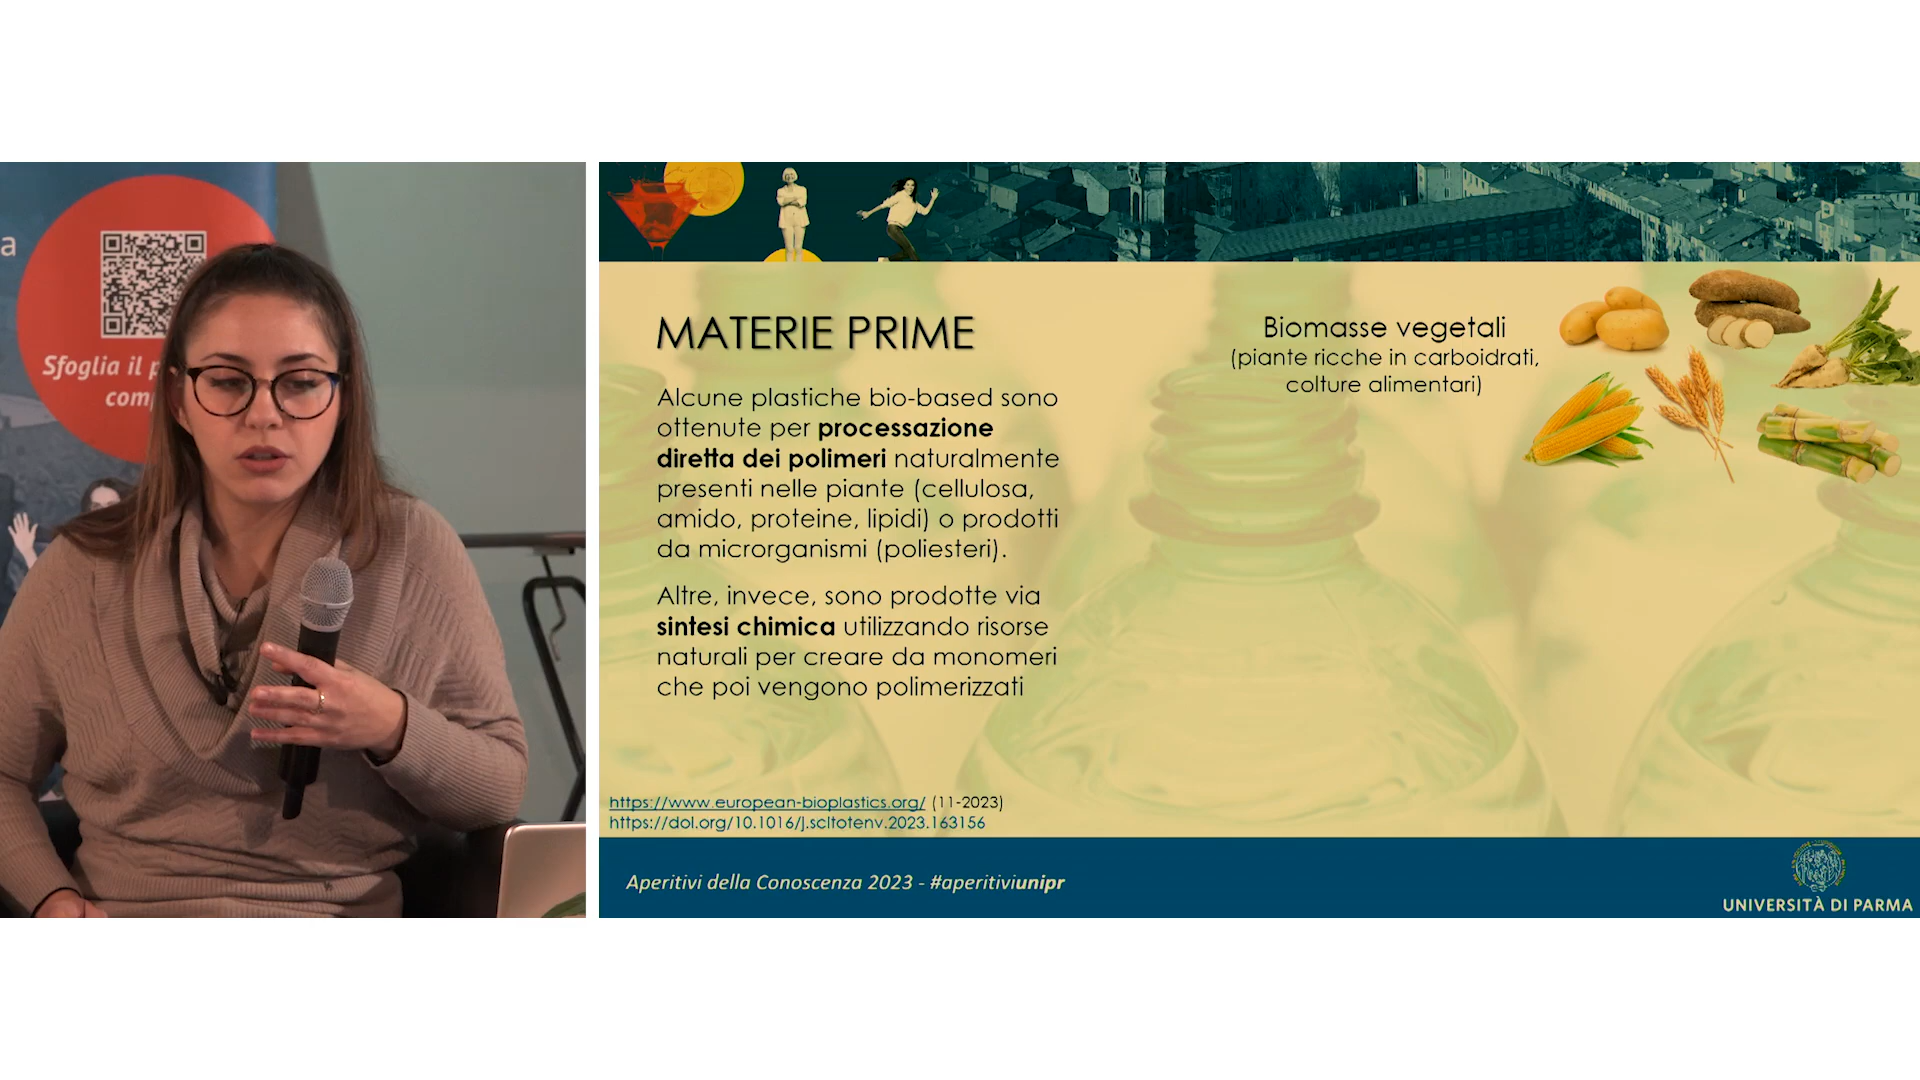 a
Sfoglia il
MATERIE PRIME
Alcune plastiche bio-based sono
ottenute per processazione
diretta dei polimeri naturalmente
presenti nelle piante (cellulosa,
amido, proteine, lipidi) o prodotti
da microrganismi (poliesteri).
Altre, invece, sono prodotte via
sintesi chimica utilizzando risorse
naturali per creare da monomeri
che poi vengono polimerizzati
Biomasse vegetali
(piante ricche in carboidrati,
colture alimentari)
https://www.european-bioplastics.org/ (11-2023)
https://doi.org/10.1016/j.scitotenv.2023.163156
Aperitivi della Conoscenza 2023 - #aperitiviunipr
UNIVERSITÀ DI PARMA